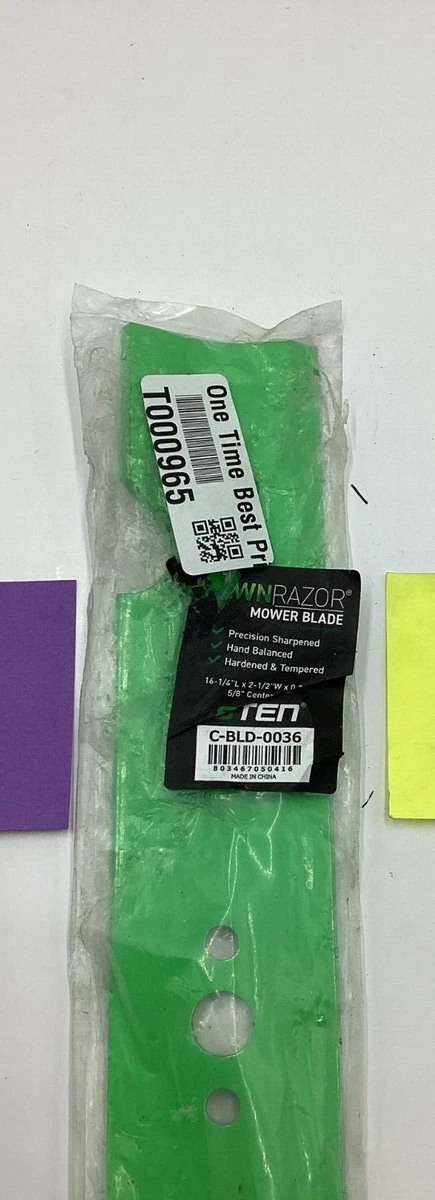 One Time Best Pr
T000965
WNRAZOR®
MOWER BLADE
✓ Precision Sharpened
✓ Hand Balanced
✓ Hardened & Tempered
16-1/4"L x 2-1/2"W x 0.
5/8" Center
STEN®
C-BLD-0036
803467050416
MADE IN CHINA